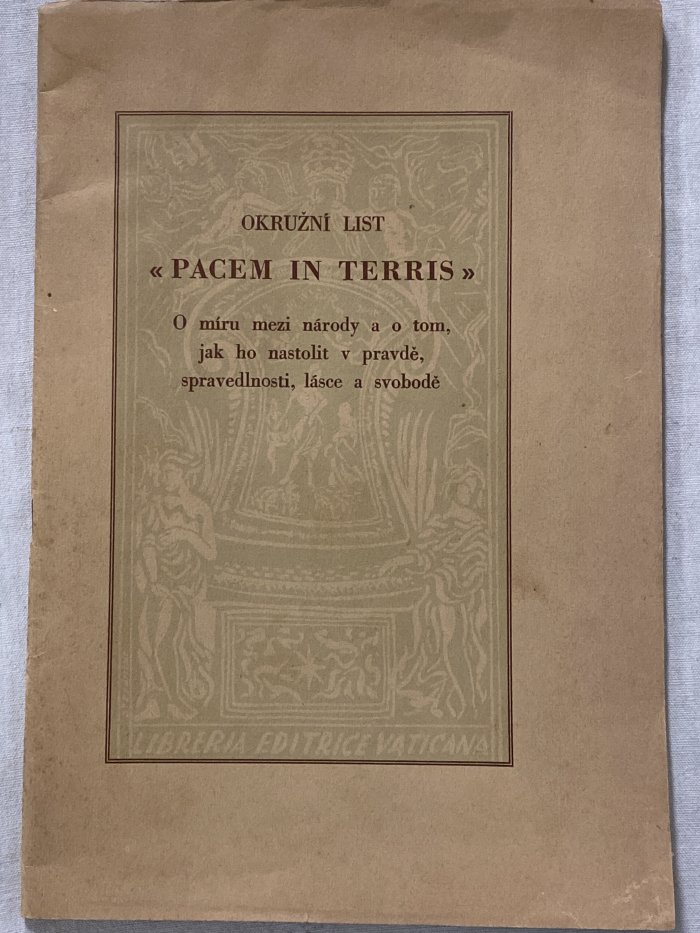 OKRUŽNÍ LIST
« PACEM IN TERRIS »
O míru mezi národy a o tom,
jak ho nastolit v pravdě,
spravedlnosti, lásce a svobodě
LIBRERIA EDITRICE VATICANA